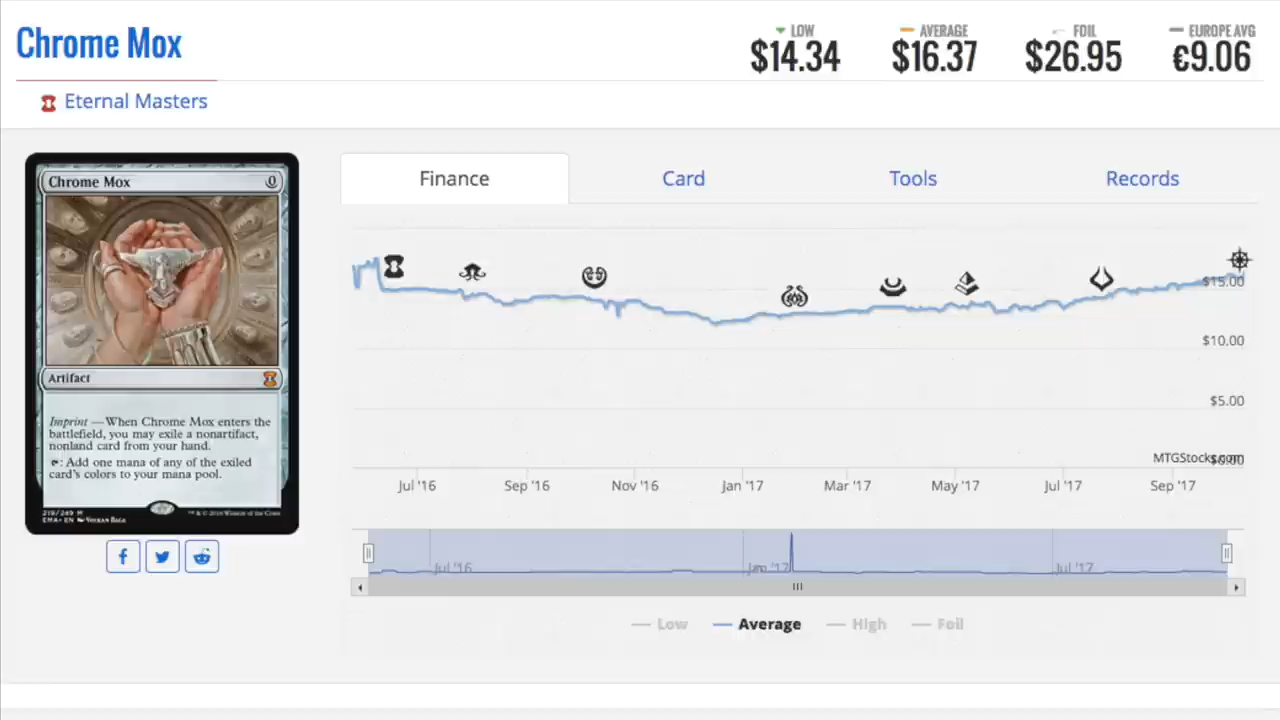 Chrome Mox
LOW
$14.34
AVERAGE
$16.37
FOIL
$26.95
EUROPE AVG
€9.06
Eternal Masters
Chrome Mox 0
Artifact
Imprint — When Chrome Mox enters the
battlefield, you may exile a nonartifact,
nonland card from your hand.
: Add one mana of any of the exiled
card's colors to your mana pool.
Finance
Card
Tools
Records
$15.00
$10.00
$5.00
MTGStocks.com
Jul '16
Sep '16
Nov '16
Jan '17
Mar '17
May '17
Jul '17
Sep '17
Jul '16
Jan '17
Jul '17
Low
Average
High
Foil